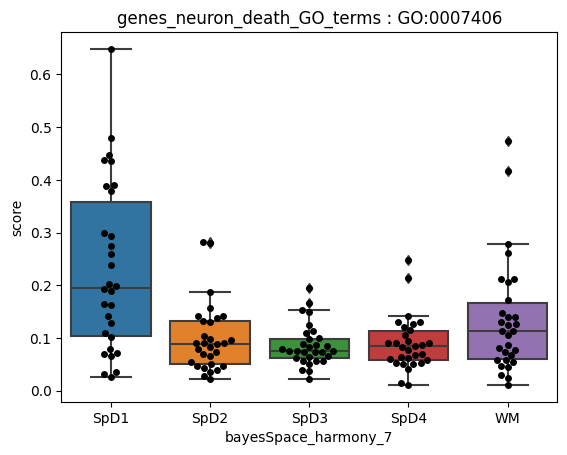 genes_neuron_death_GO_terms : GO:0007406
score
0.6
0.5
0.4
0.3
0.2
0.1
0.0
SpD1 SpD2 SpD3 SpD4 WM
bayesSpace_harmony_7